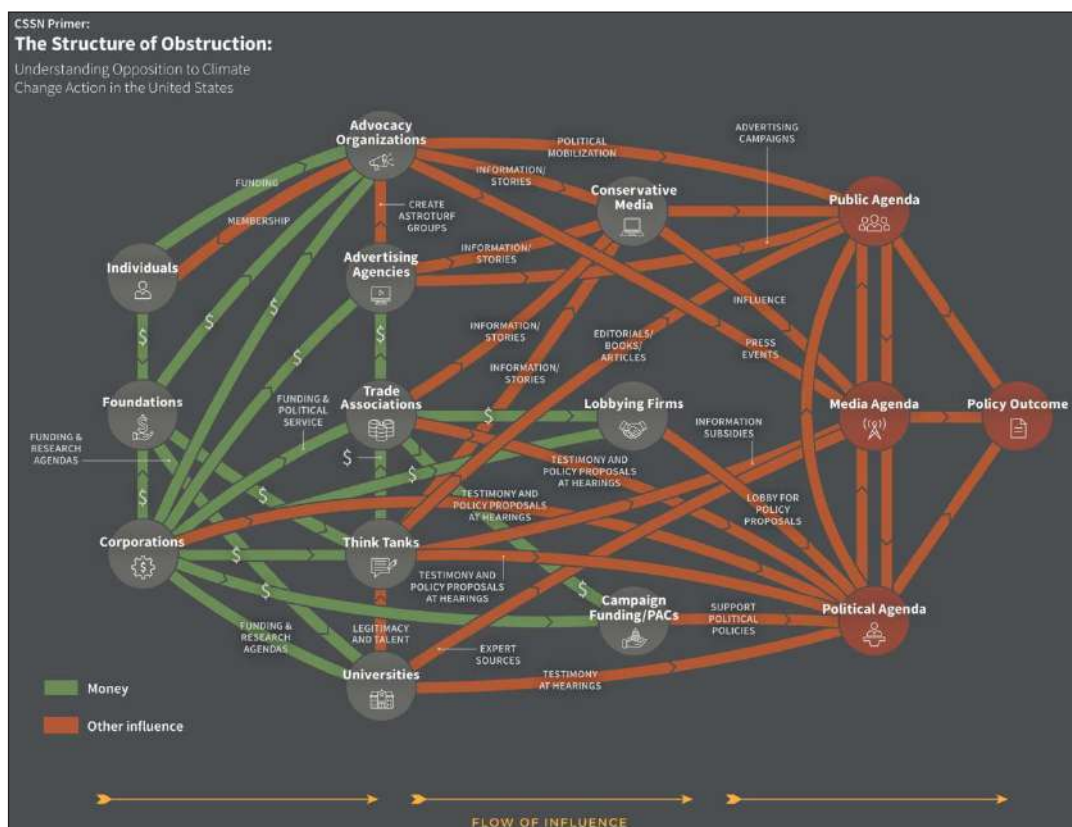 CSSN Primer:
The Structure of Obstruction:
Understanding Opposition to Climate
Change Action in the United States
Advocacy
Organizations
POLITICAL
MOBILIZATION
ADVERTISING
CAMPAIGNS
FUNDING
INFORMATION/
STORIES
Conservative
Media
Public Agenda
MEMBERSHIP
CREATE
ASTROTURF
GROUPS
Individuals
Advertising
Agencies
INFORMATION/
STORIES
$
$
$
$
INFLUENCE
INFORMATION/
STORIES
EDITORIALS/
BOOKS/
ARTICLES
PRESS
EVENTS
$
INFORMATION/
STORIES
Foundations
FUNDING &
POLITICAL
SERVICE
Trade
Associations
$
Lobbying Firms
Media Agenda
Policy Outcome
FUNDING &
RESEARCH
AGENDAS
INFORMATION
SUBSIDIES
$
$
TESTIMONY AND
POLICY PROPOSALS
AT HEARINGS
$
$
TESTIMONY AND
POLICY PROPOSALS
AT HEARINGS
LOBBY FOR
POLICY
PROPOSALS
Corporations
$
Think Tanks
$
TESTIMONY AND
POLICY PROPOSALS
AT HEARINGS
$
$
Campaign
Funding/PACs
SUPPORT
POLITICAL
POLICIES
Political Agenda
FUNDING &
RESEARCH
AGENDAS
LEGITIMACY
AND TALENT
EXPERT
SOURCES
Universities
TESTIMONY
AT HEARINGS
Money
Other influence
FLOW OF INFLUENCE